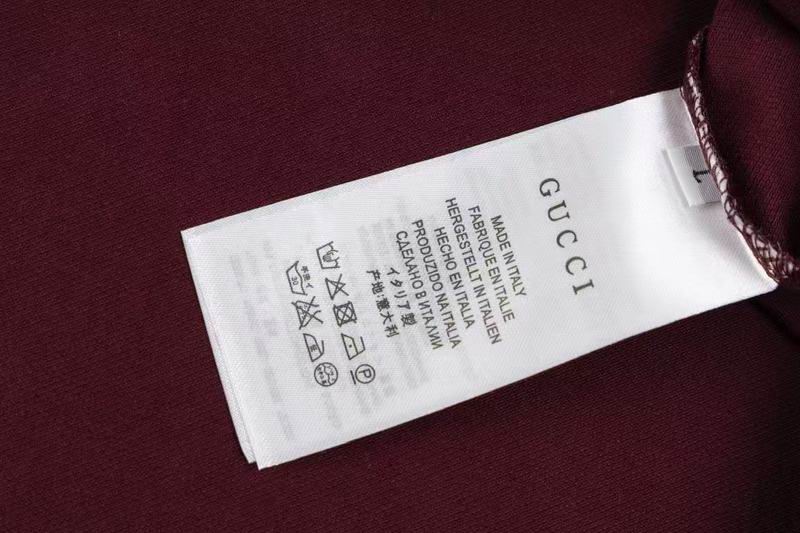 GUCCI
MADE IN ITALY
FABRIQUE EN ITALIE
HERGESTELLT IN ITALIEN
HECHO EN ITALIA
PRODUZIDO NA ITALIA
СДЕЛАНО В ИТАЛИИ
イタリア製
产地:意大利
P
30
L